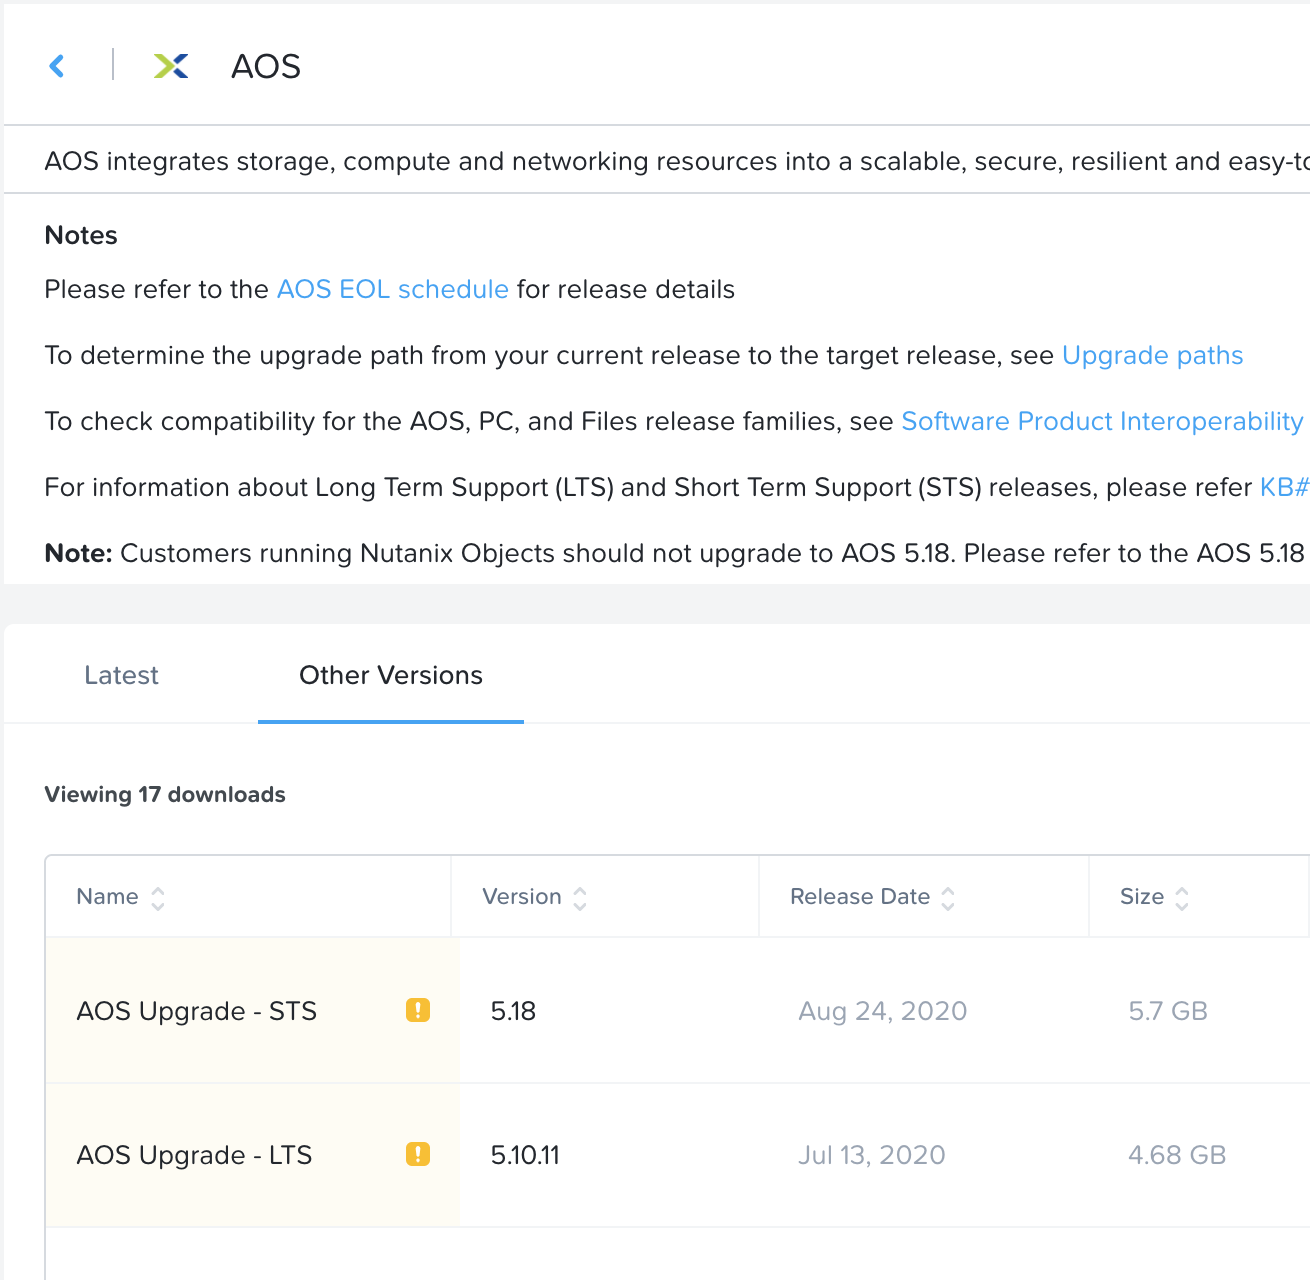 AOS
AOS integrates storage, compute and networking resources into a scalable, secure, resilient and easy-to
Notes
Please refer to the AOS EOL schedule for release details
To determine the upgrade path from your current release to the target release, see Upgrade paths
To check compatibility for the AOS, PC, and Files release families, see Software Product Interoperability
For information about Long Term Support (LTS) and Short Term Support (STS) releases, please refer KB#
Note: Customers running Nutanix Objects should not upgrade to AOS 5.18. Please refer to the AOS 5.18
Latest Other Versions
Viewing 17 downloads
Name Version Release Date Size
AOS Upgrade - STS 5.18 Aug 24, 2020 5.7 GB
AOS Upgrade - LTS 5.10.11 Jul 13, 2020 4.68 GB